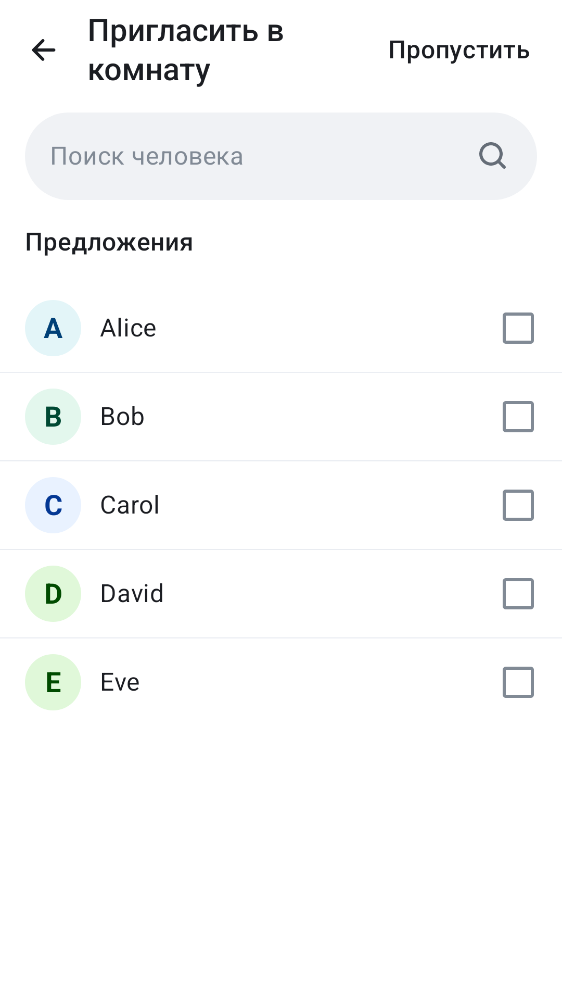 Пригласить в
комнату
Пропустить
Поиск человека
Предложения
A Alice
B Bob
C Carol
D David
E Eve